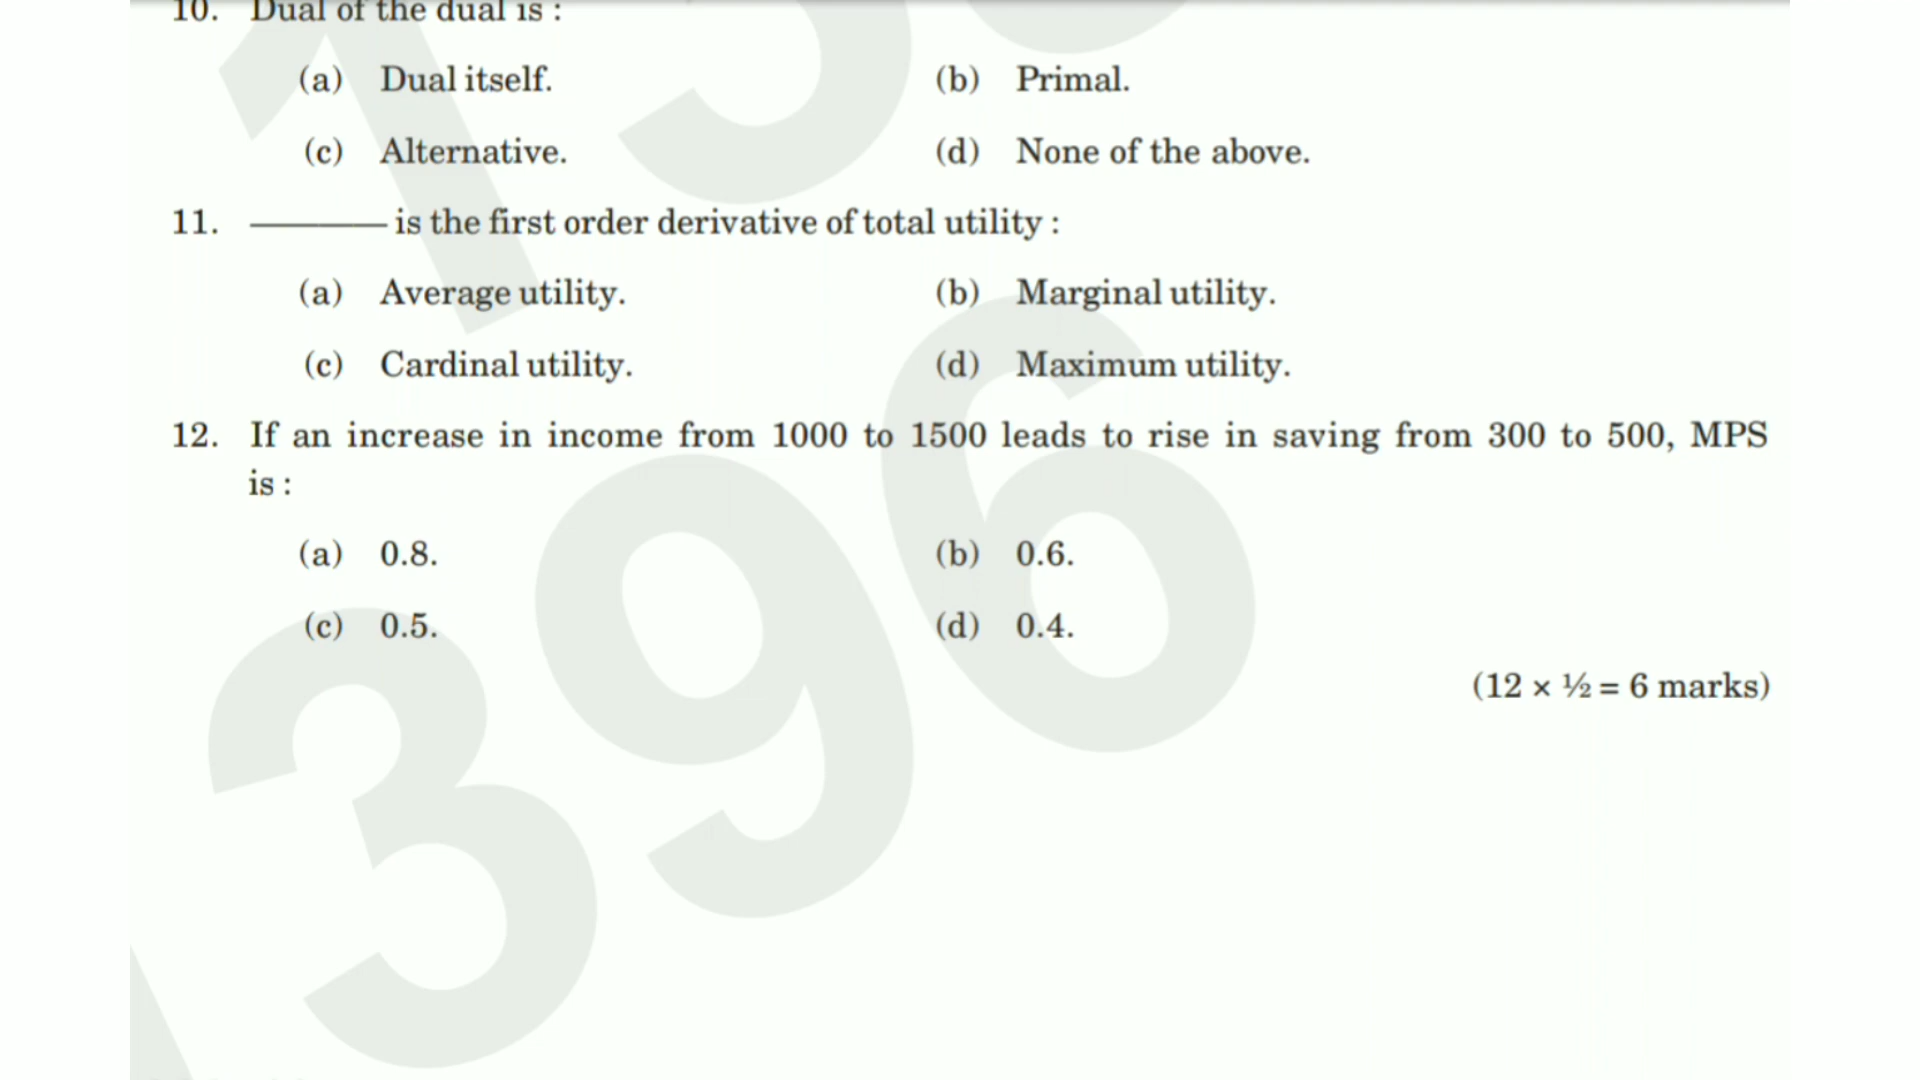 10. Dual of the dual is :
(a) Dual itself. (b) Primal.
(c) Alternative. (d) None of the above.
11. ———— is the first order derivative of total utility :
(a) Average utility. (b) Marginal utility.
(c) Cardinal utility. (d) Maximum utility.
12. If an increase in income from 1000 to 1500 leads to rise in saving from 300 to 500, MPS
is :
(a) 0.8. (b) 0.6.
(c) 0.5. (d) 0.4.
(12 × ½ = 6 marks)